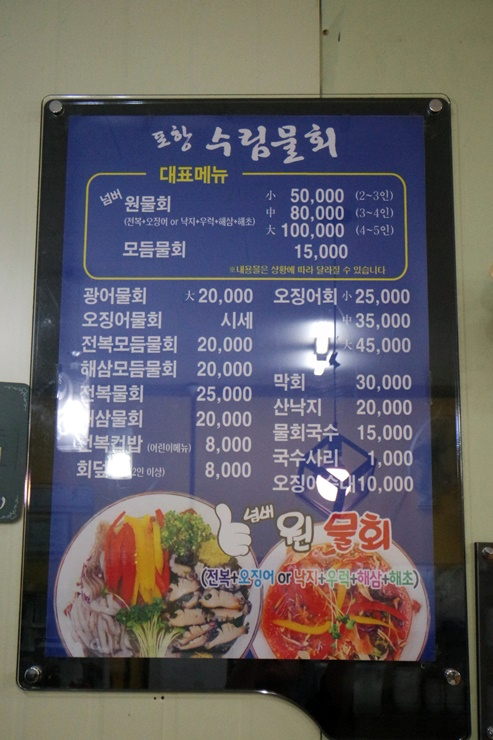 포항 수림물회
대표메뉴
넘버 원물회 小 50,000 (2~3인)
(전복+오징어 or 낙지+우럭+해삼+해초) 中 80,000 (3~4인)
大 100,000 (4~5인)
모듬물회 15,000
※내용물은 상황에 따라 달라질 수 있습니다
광어물회 大 20,000
오징어물회 시세
전복모듬물회 20,000
해삼모듬물회 20,000
전복물회 25,000
해삼물회 20,000
전복컵밥 (어린이메뉴) 8,000
회덮 2인 이상) 8,000
오징어회 小 25,000
中 35,000
大 45,000
막회 30,000
산낙지 20,000
물회국수 15,000
국수사리 1,000
10,000
넘버 원 물회
(전복+오징어 or 낙지+우럭+해삼+해초)